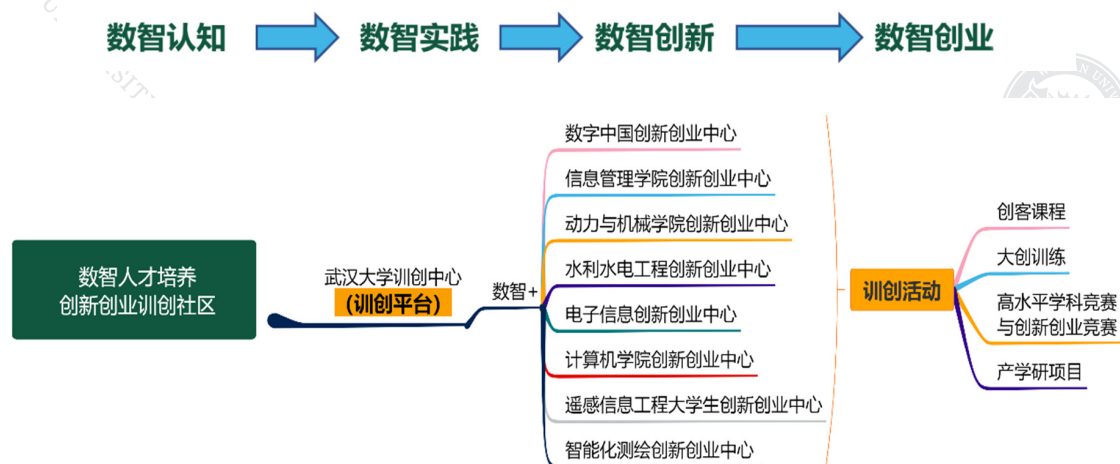 数智认知
数智实践
数智创新
数智创业
数智人才培养
创新创业训创社区
武汉大学训创中心
(训创平台)
数智+
数字中国创新创业中心
信息管理学院创新创业中心
动力与机械学院创新创业中心
水利水电工程创新创业中心
电子信息创新创业中心
计算机学院创新创业中心
遥感信息工程大学生创新创业中心
智能化测绘创新创业中心
训创活动
创客课程
大创训练
高水平学科竞赛
与创新创业竞赛
产学研项目